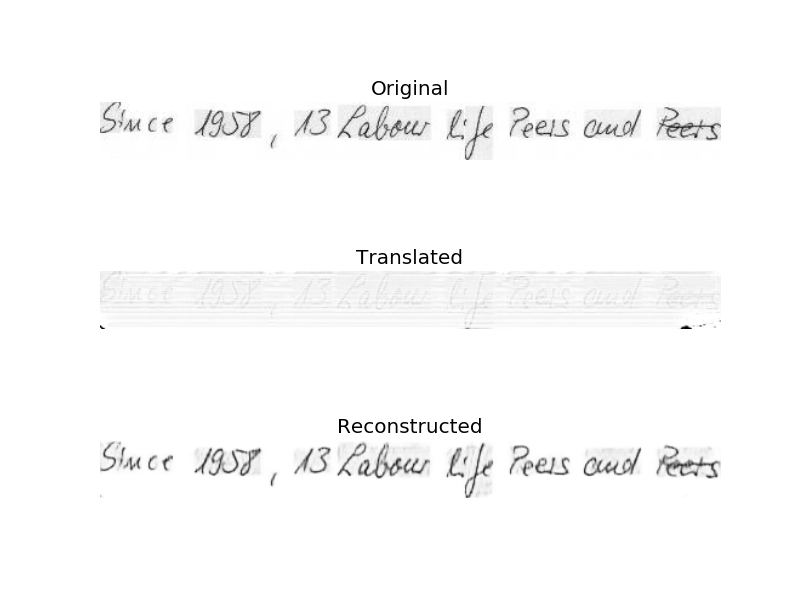 Original
Since 1958, 13 Labour life Peers and Peers
Translated
Since 1958, 13 Labour life Peers and Peers
Reconstructed
Since 1958, 13 Labour life Peers and Peers